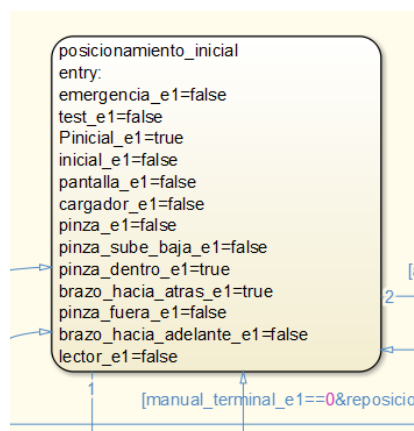 posicionamiento_inicial
entry:
emergencia_e1=false
test_e1=false
Pinicial_e1=true
inicial_e1=false
pantalla_e1=false
cargador_e1=false
pinza_e1=false
pinza_sube_baja_e1=false
pinza_dentro_e1=true
brazo_hacia_atras_e1=true
pinza_fuera_e1=false
brazo_hacia_adelante_e1=false
lector_e1=false
2
1
[manual_terminal_e1==0&reposicio